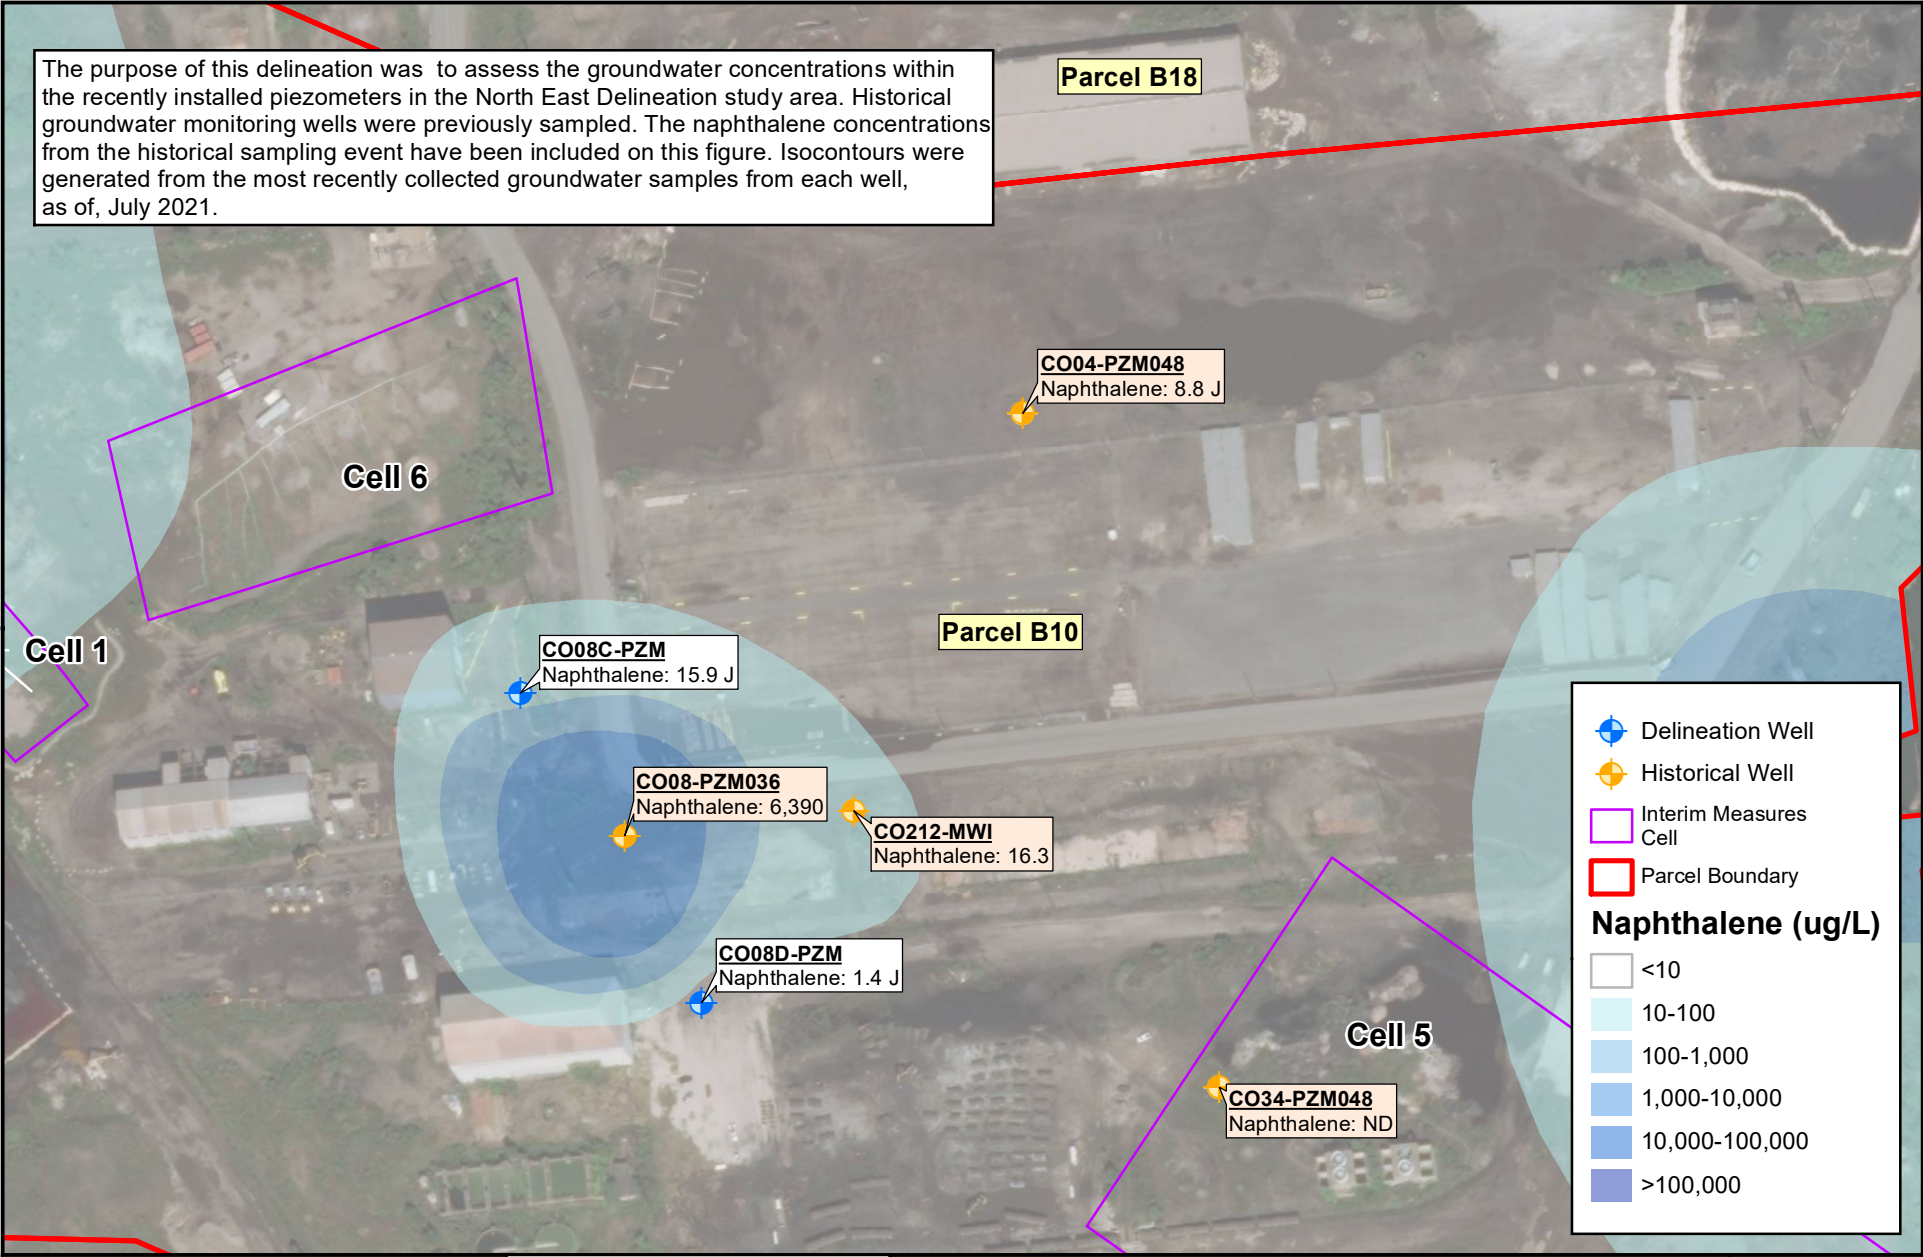 The purpose of this delineation was  to assess the groundwater concentrations within
the recently installed piezometers in the North East Delineation study area. Historical
groundwater monitoring wells were previously sampled. The naphthalene concentrations
from the historical sampling event have been included on this figure. Isocontours were
generated from the most recently collected groundwater samples from each well,
as of, July 2021.
Parcel B18
CO04-PZM048
Naphthalene: 8.8 J
Cell 6
Parcel B10
Cell 1
CO08C-PZM
Naphthalene: 15.9 J
CO08-PZM036
Naphthalene: 6,390
CO212-MWI
Naphthalene: 16.3
CO08D-PZM
Naphthalene: 1.4 J
Cell 5
CO34-PZM048
Naphthalene: ND
Delineation Well
Historical Well
Interim Measures
Cell
Parcel Boundary
Naphthalene (ug/L)
<10
10-100
100-1,000
1,000-10,000
10,000-100,000
>100,000